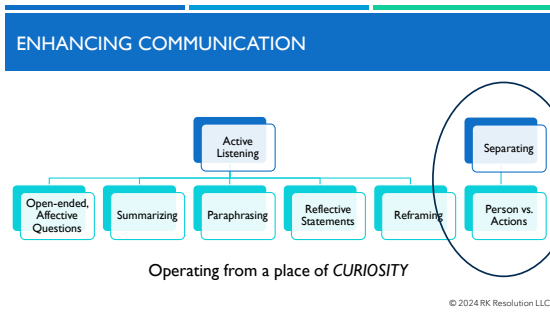 ENHANCING COMMUNICATION
Active
Listening
Separating
Open-ended,
Affective
Questions
Summarizing
Paraphrasing
Reflective
Statements
Reframing
Person vs.
Actions
Operating from a place of CURIOSITY
© 2024 RK Resolution LLC